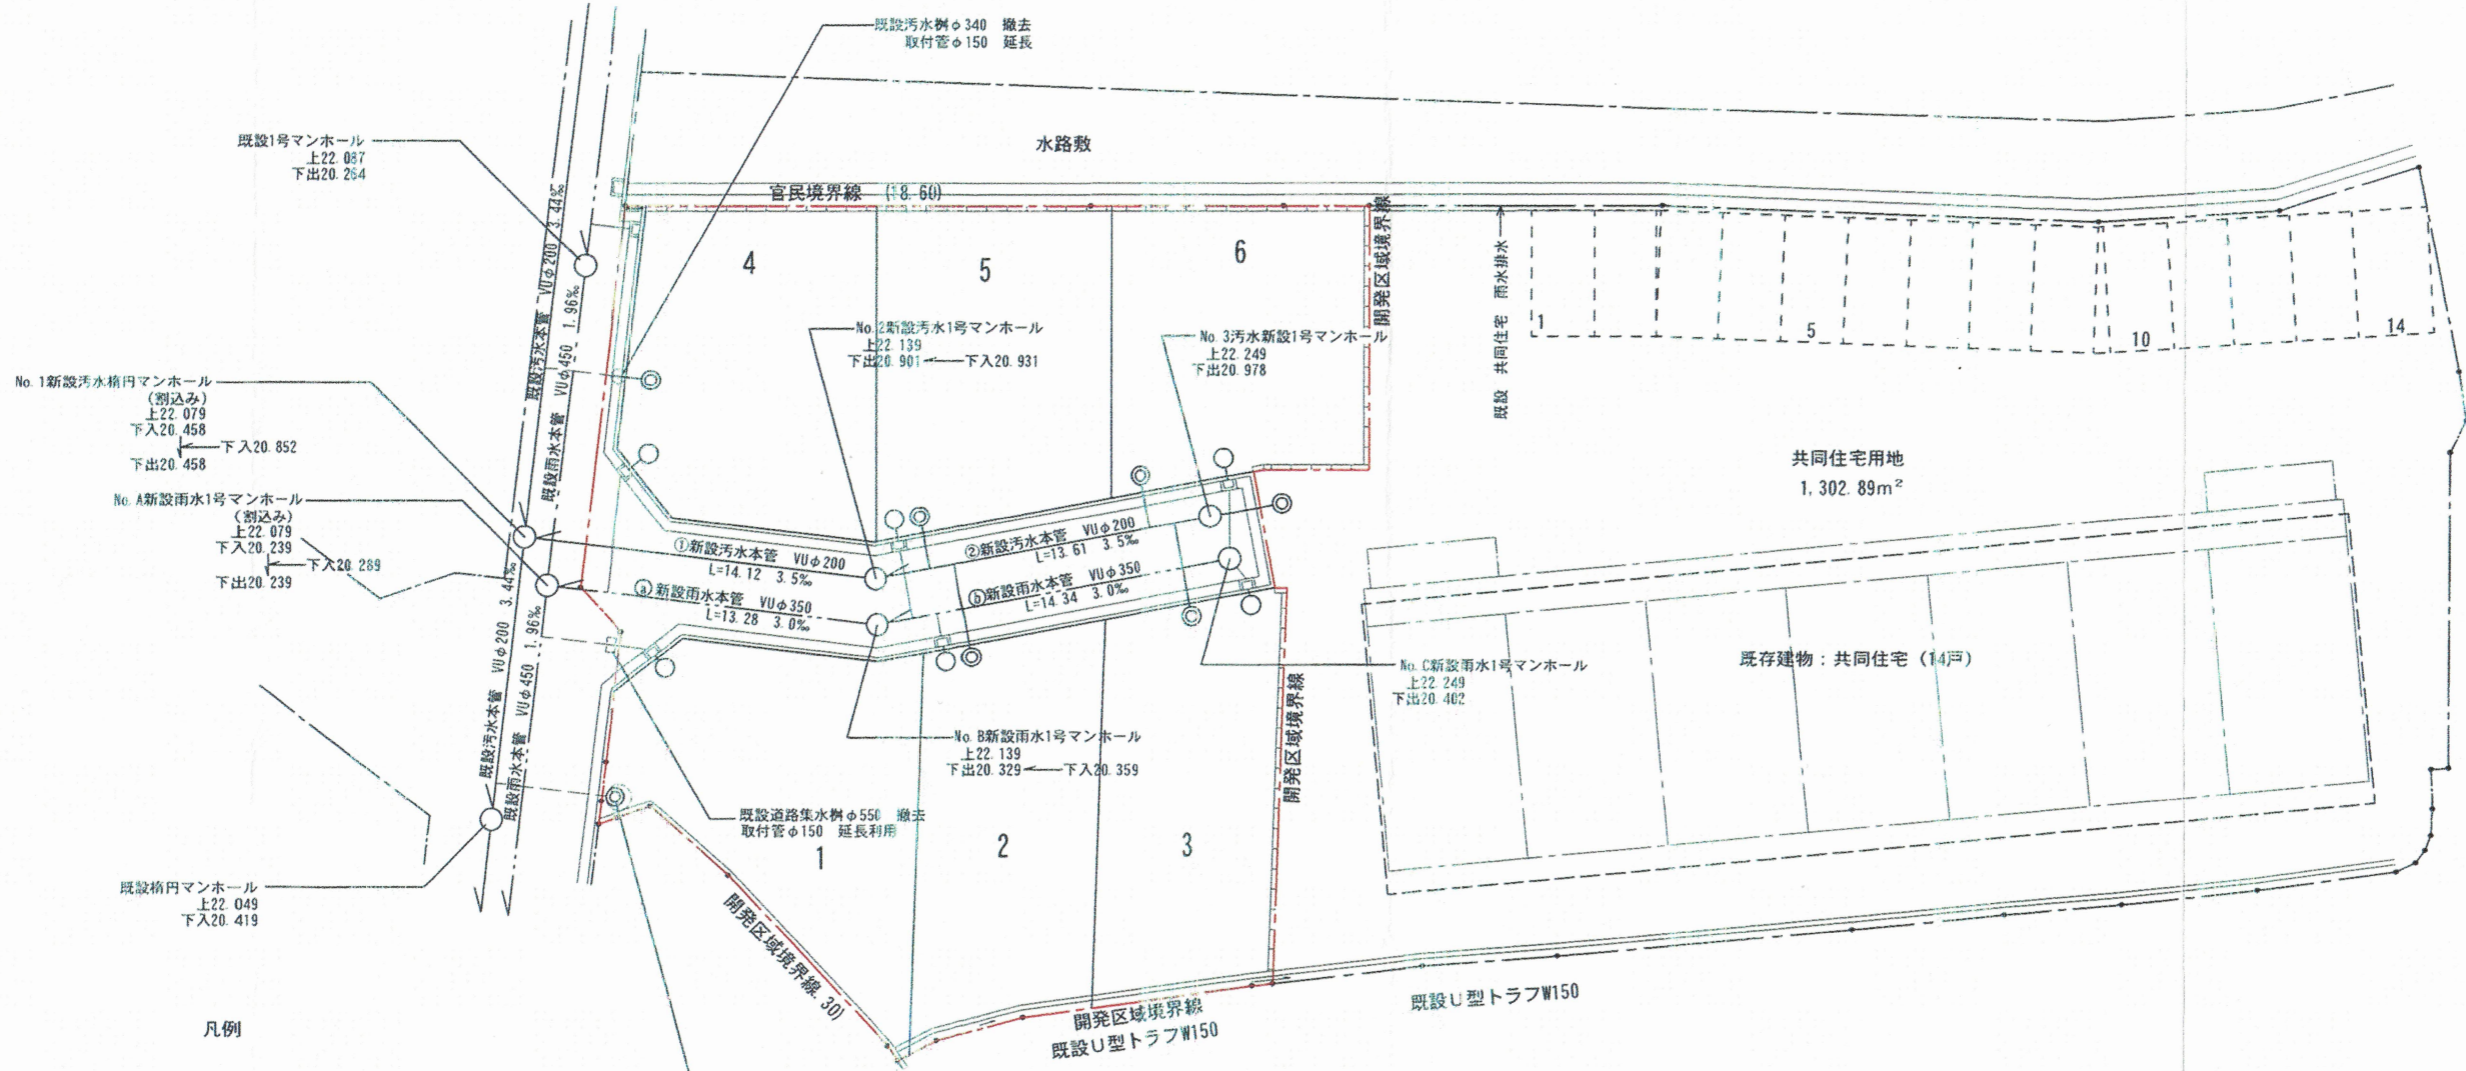 既設汚水桝φ340 撤去
取付管φ150 延長
既設1号マンホール
上22.087
下出20.264
水路敷
官民境界線 (18.60)
開発区域境界線
既設汚水本管 VUφ200 3.44‰
既設雨水本管 VUφ450 1.96‰
4
5
6
既設 共同住宅 雨水排水
1
5
10
14
No.2新設汚水1号マンホール
上22.139
下出20.901 下入20.931
No.3汚水新設1号マンホール
上22.249
下出20.978
No.1新設汚水楕円マンホール
(割込み)
上22.079
下入20.458
下入20.852
下出20.458
No.A新設雨水1号マンホール
(割込み)
上22.079
下入20.239
下入20.289
下出20.239
共同住宅用地
1,302.89m²
①新設汚水本管 VUφ200
L=14.12 3.5‰
②新設汚水本管 VUφ200
L=13.61 3.5‰
ⓐ新設雨水本管 VUφ350
L=13.28 3.0‰
ⓑ新設雨水本管 VUφ350
L=14.34 3.0‰
既設汚水本管 VUφ200 3.44‰
既設雨水本管 VUφ450 1.96‰
No.C新設雨水1号マンホール
上22.249
下出20.402
既存建物：共同住宅（14戸）
開発区域境界線
No.B新設雨水1号マンホール
上22.139
下出20.329 下入20.359
既設道路集水桝φ550 撤去
取付管φ150 延長利用
1
2
3
既設楕円マンホール
上22.049
下入20.419
開発区域境界線.30)
開発区域境界線
既設U型トラフW150
既設U型トラフW150
凡例